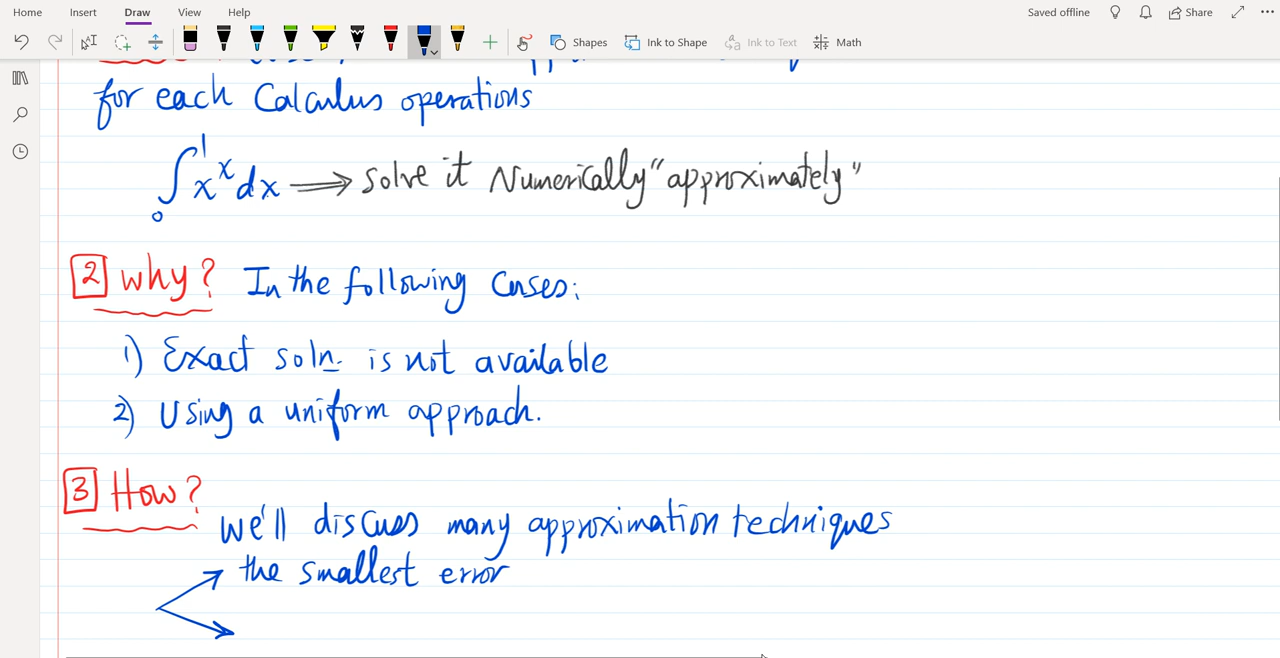 Home Insert Draw View Help Saved offline Share
Shapes Ink to Shape Ink to Text Math
for each Calculus operations
∫₀¹ xˣ dx ⟹ Solve it Numerically "approximately"
2 Why? In the following Cases:
1) Exact soln. is not available
2) Using a uniform approach.
3 How?
We'll discuss many approximation techniques
the smallest error